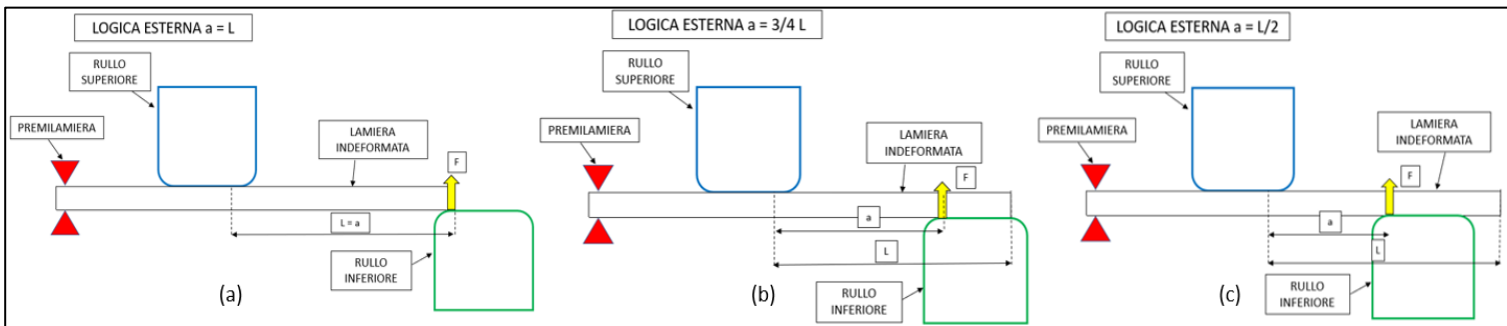 LOGICA ESTERNA a = L
RULLO
SUPERIORE
PREMILAMIERA
LAMIERA
INDEFORMATA
F
L = a
RULLO
INFERIORE
(a)
LOGICA ESTERNA a = 3/4 L
RULLO
SUPERIORE
PREMILAMIERA
LAMIERA
INDEFORMATA
F
a
L
RULLO
INFERIORE
(b)
LOGICA ESTERNA a = L/2
RULLO
SUPERIORE
PREMILAMIERA
LAMIERA
INDEFORMATA
F
a
L
RULLO
INFERIORE
(c)